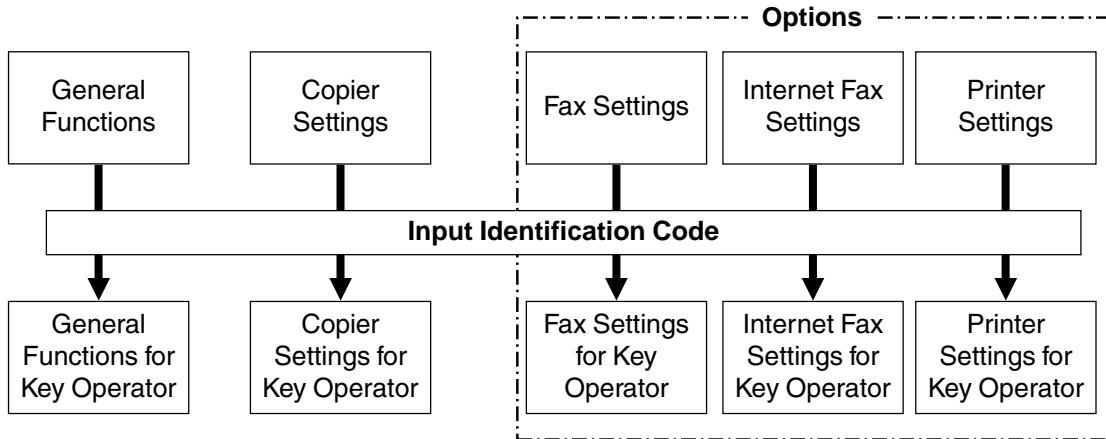 Options
General
Functions
Copier
Settings
Fax Settings
Internet Fax
Settings
Printer
Settings
Input Identification Code
General
Functions for
Key Operator
Copier
Settings for
Key Operator
Fax Settings
for Key
Operator
Internet Fax
Settings for
Key Operator
Printer
Settings for
Key Operator